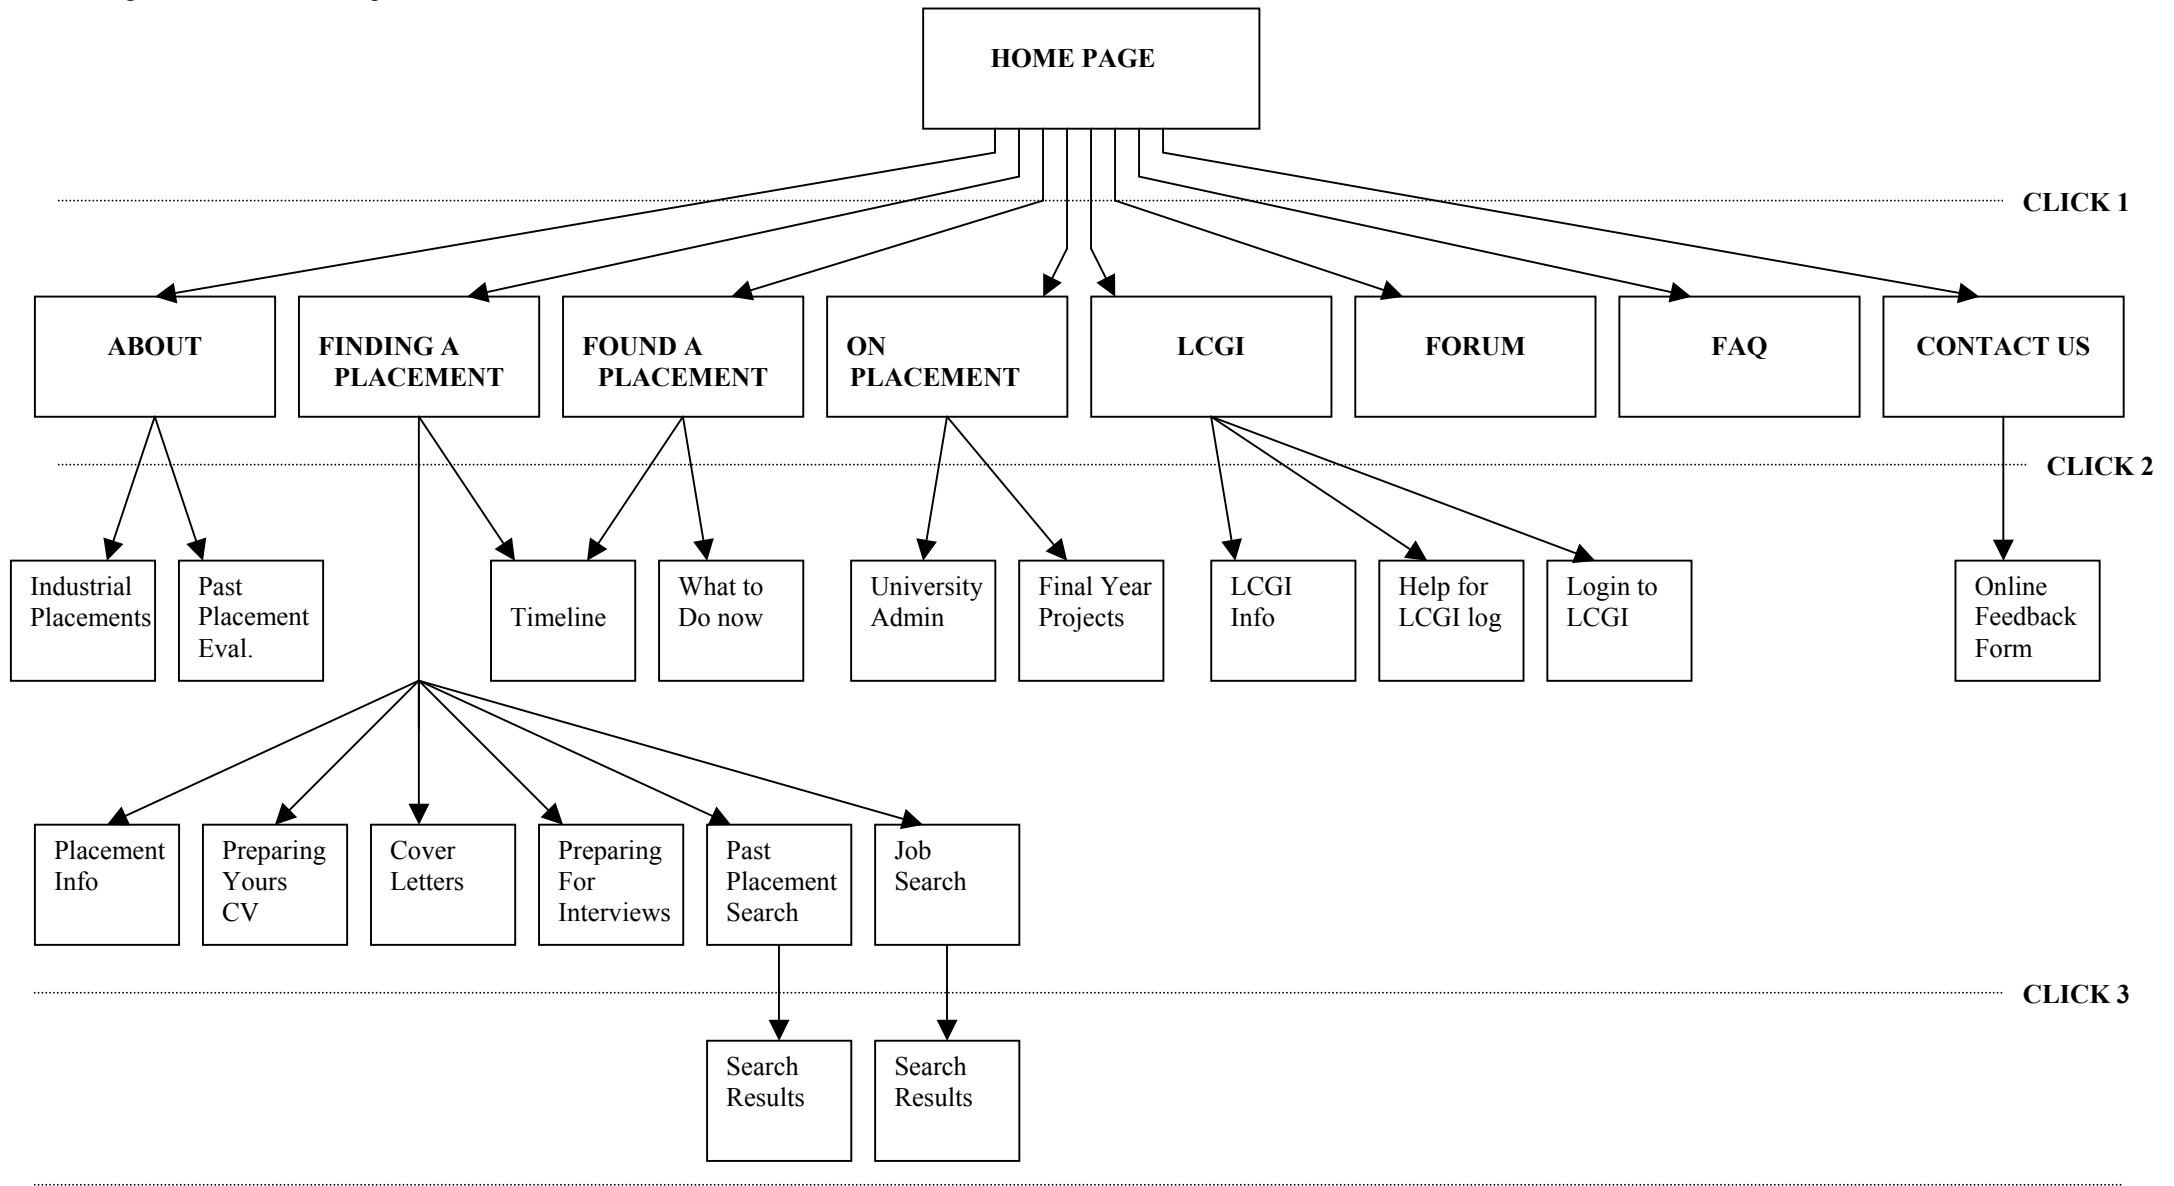 HOME PAGE
CLICK 1
ABOUT
FINDING A
PLACEMENT
FOUND A
PLACEMENT
ON
PLACEMENT
LCGI
FORUM
FAQ
CONTACT US
CLICK 2
Industrial
Placements
Past
Placement
Eval.
Timeline
What to
Do now
University
Admin
Final Year
Projects
LCGI
Info
Help for
LCGI log
Login to
LCGI
Online
Feedback
Form
Placement
Info
Preparing
Yours
CV
Cover
Letters
Preparing
For
Interviews
Past
Placement
Search
Job
Search
CLICK 3
Search
Results
Search
Results